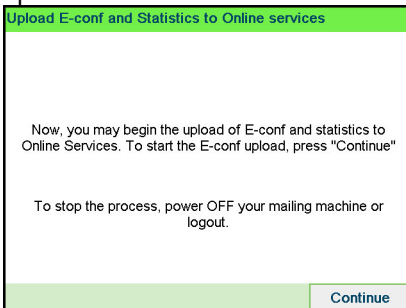 Upload E-conf and Statistics to Online services
Now, you may begin the upload of E-conf and statistics to
Online Services. To start the E-conf upload, press "Continue"
To stop the process, power OFF your mailing machine or
logout.
Continue